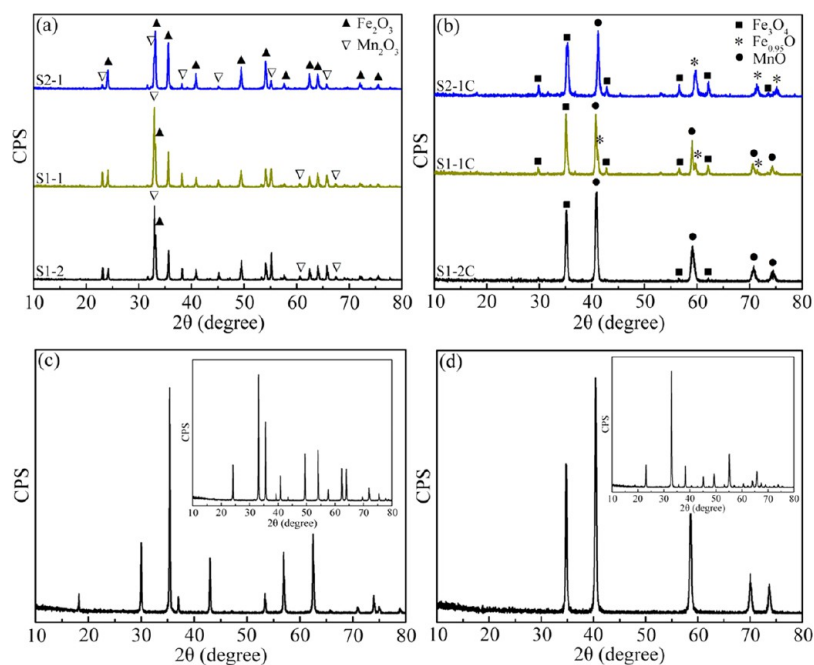 (a)
▲ Fe₂O₃
▽ Mn₂O₃
S2-1
S1-1
S1-2
CPS
10 20 30 40 50 60 70 80
2θ (degree)
(b)
■ Fe₃O₄
* Fe₀.₉₅O
● MnO
S2-1C
S1-1C
S1-2C
CPS
10 20 30 40 50 60 70 80
2θ (degree)
(c)
CPS
10 20 30 40 50 60 70 80
2θ (degree)
CPS
10 20 30 40 50 60 70 80
2θ (degree)
(d)
CPS
10 20 30 40 50 60 70 80
2θ (degree)
CPS
10 20 30 40 50 60 70 80
2θ (degree)